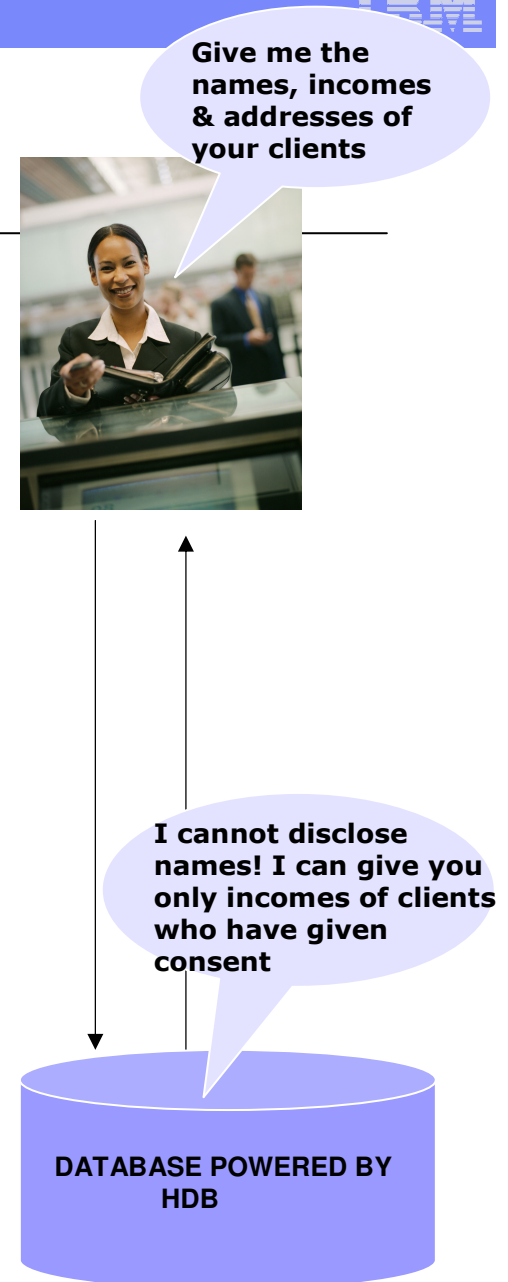 IBM
Give me the
names, incomes
& addresses of
your clients
I cannot disclose
names! I can give you
only incomes of clients
who have given
consent
DATABASE POWERED BY
HDB